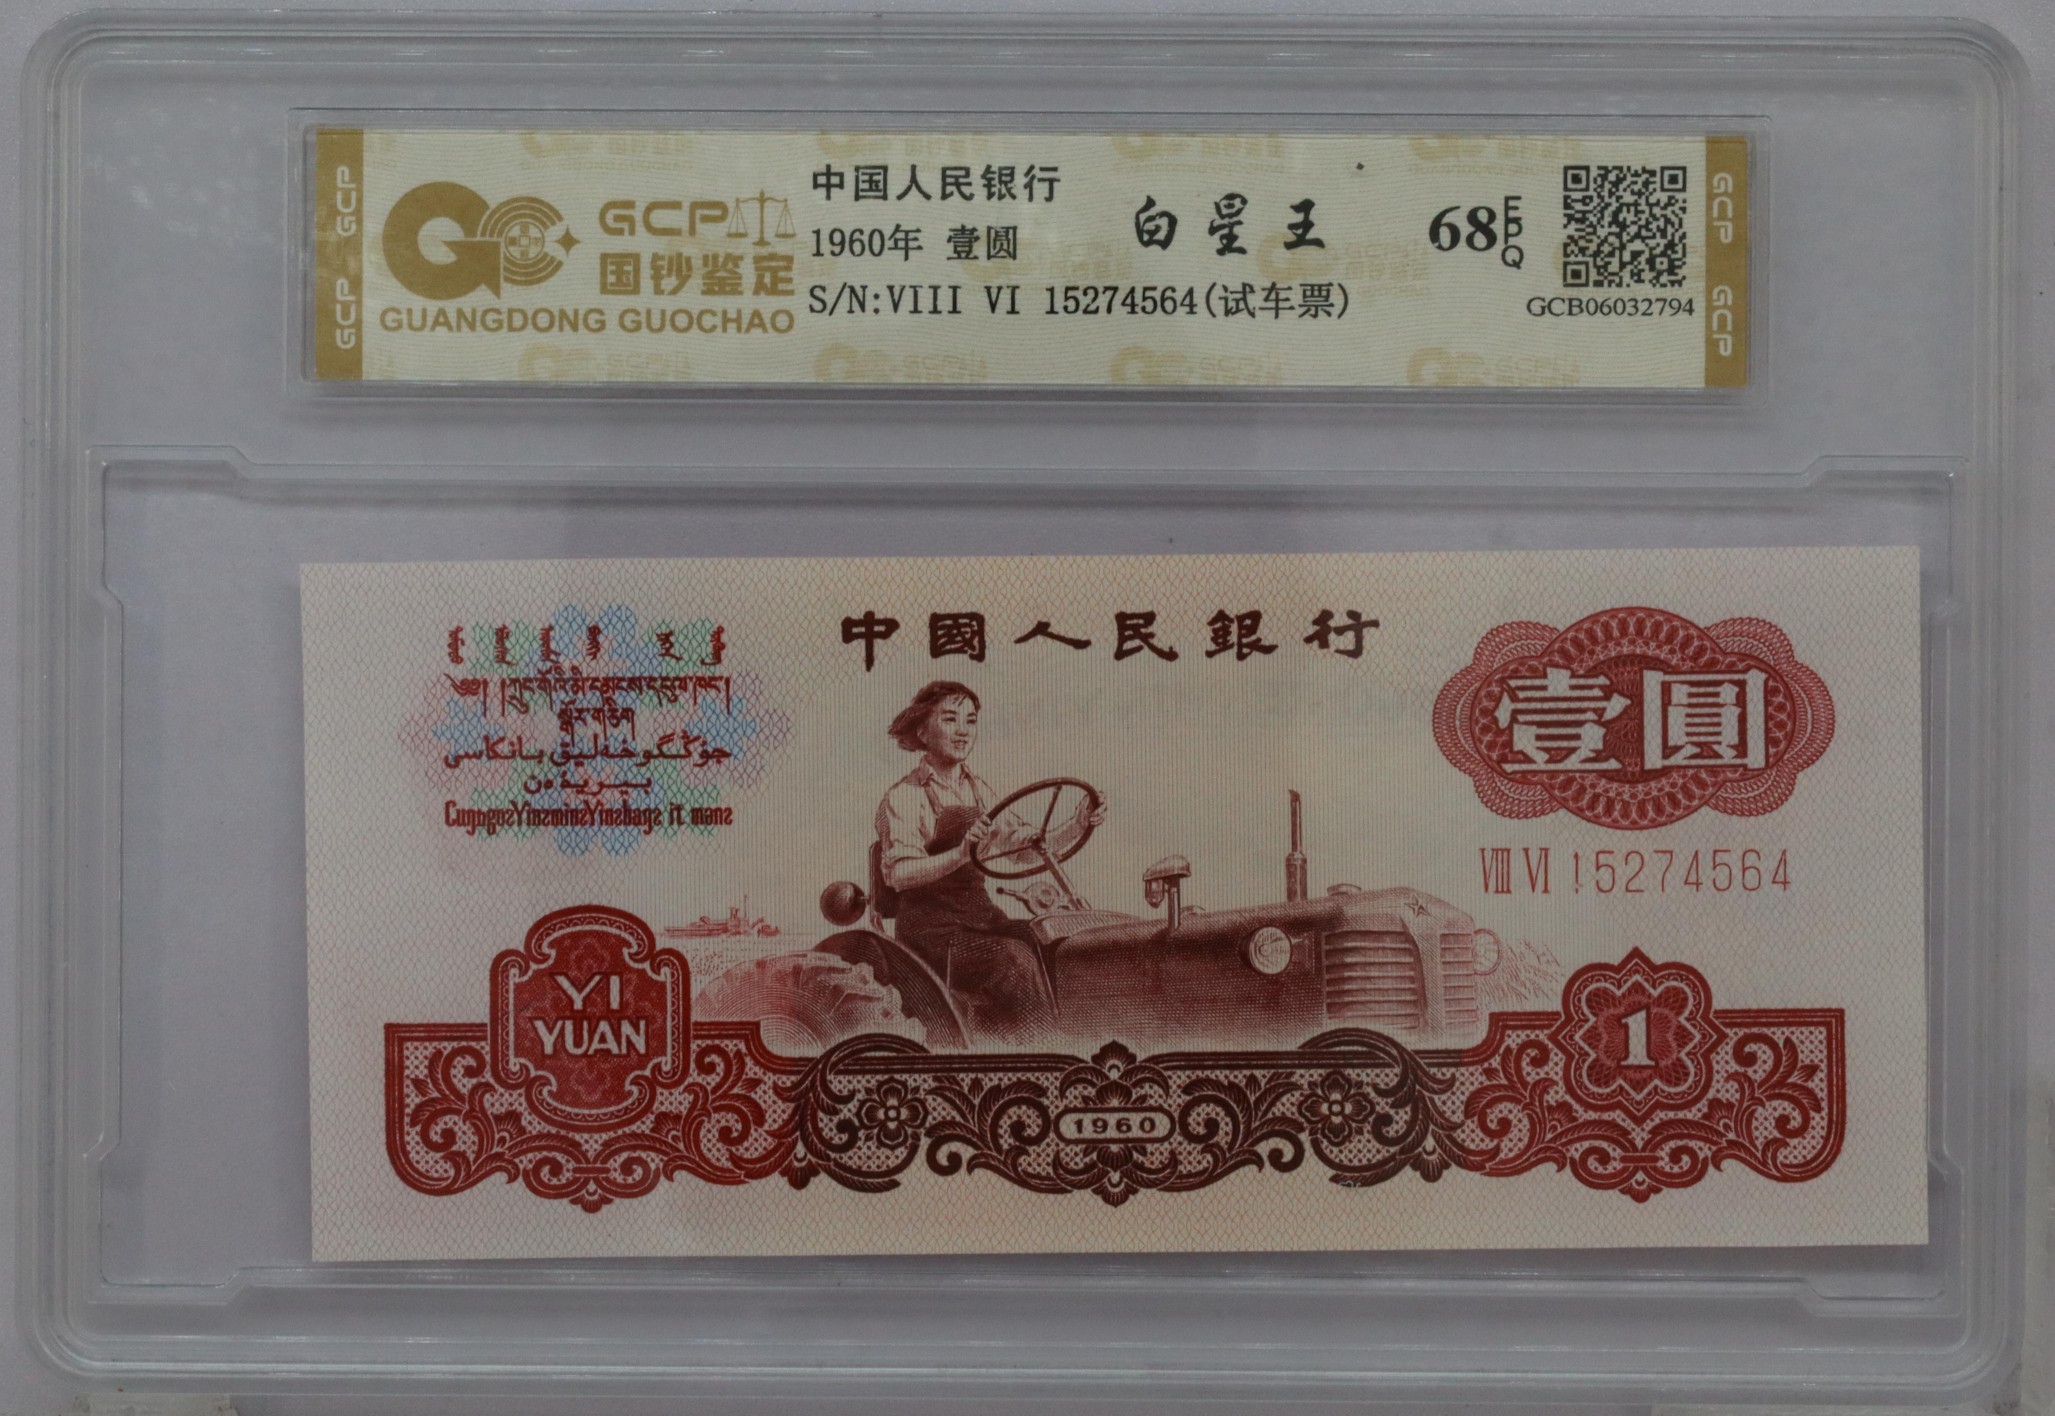 GCP GCP
GCP
国钞鉴定
GUANGDONG GUOCHAO
中国人民银行
1960年 壹圆
S/N:VIII VI 15274564(试车票)
白星王
68 EPQ
GCB06032794
GCP GCP
中國人民銀行
壹圓
VIII VI 15274564
YI
YUAN
1960
1